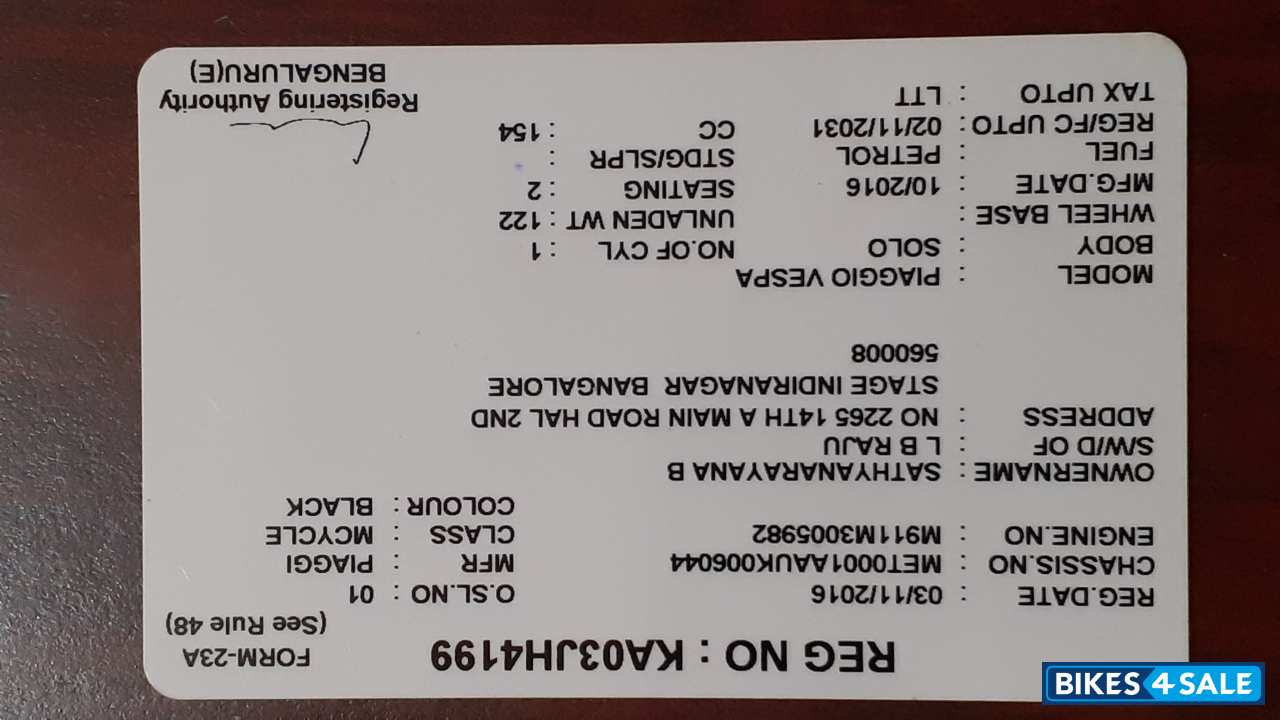 REG NO : KA03JH4199
FORM-23A
(See Rule 48)
REG.DATE : 03/11/2016 O.SL.NO : 01
CHASSIS.NO : MET0001AAUK006044 MFR : PIAGGI
ENGINE.NO : M911M3005982 CLASS : MCYCLE
COLOUR : BLACK
OWNERNAME : SATHYANARAYANA B
S/W/D OF : L B RAJU
ADDRESS : NO 2265 14TH A MAIN ROAD HAL 2ND
STAGE INDIRANAGAR BANGALORE
560008
MODEL : PIAGGIO VESPA
BODY : SOLO NO.OF CYL : 1
WHEEL BASE : UNLADEN WT : 122
MFG.DATE : 10/2016 SEATING : 2
FUEL : PETROL STDG/SLPR :
REG/FC UPTO : 02/11/2031 CC : 154
TAX UPTO : LTT
Registering Authority
BENGALURU(E)
BIKES4SALE